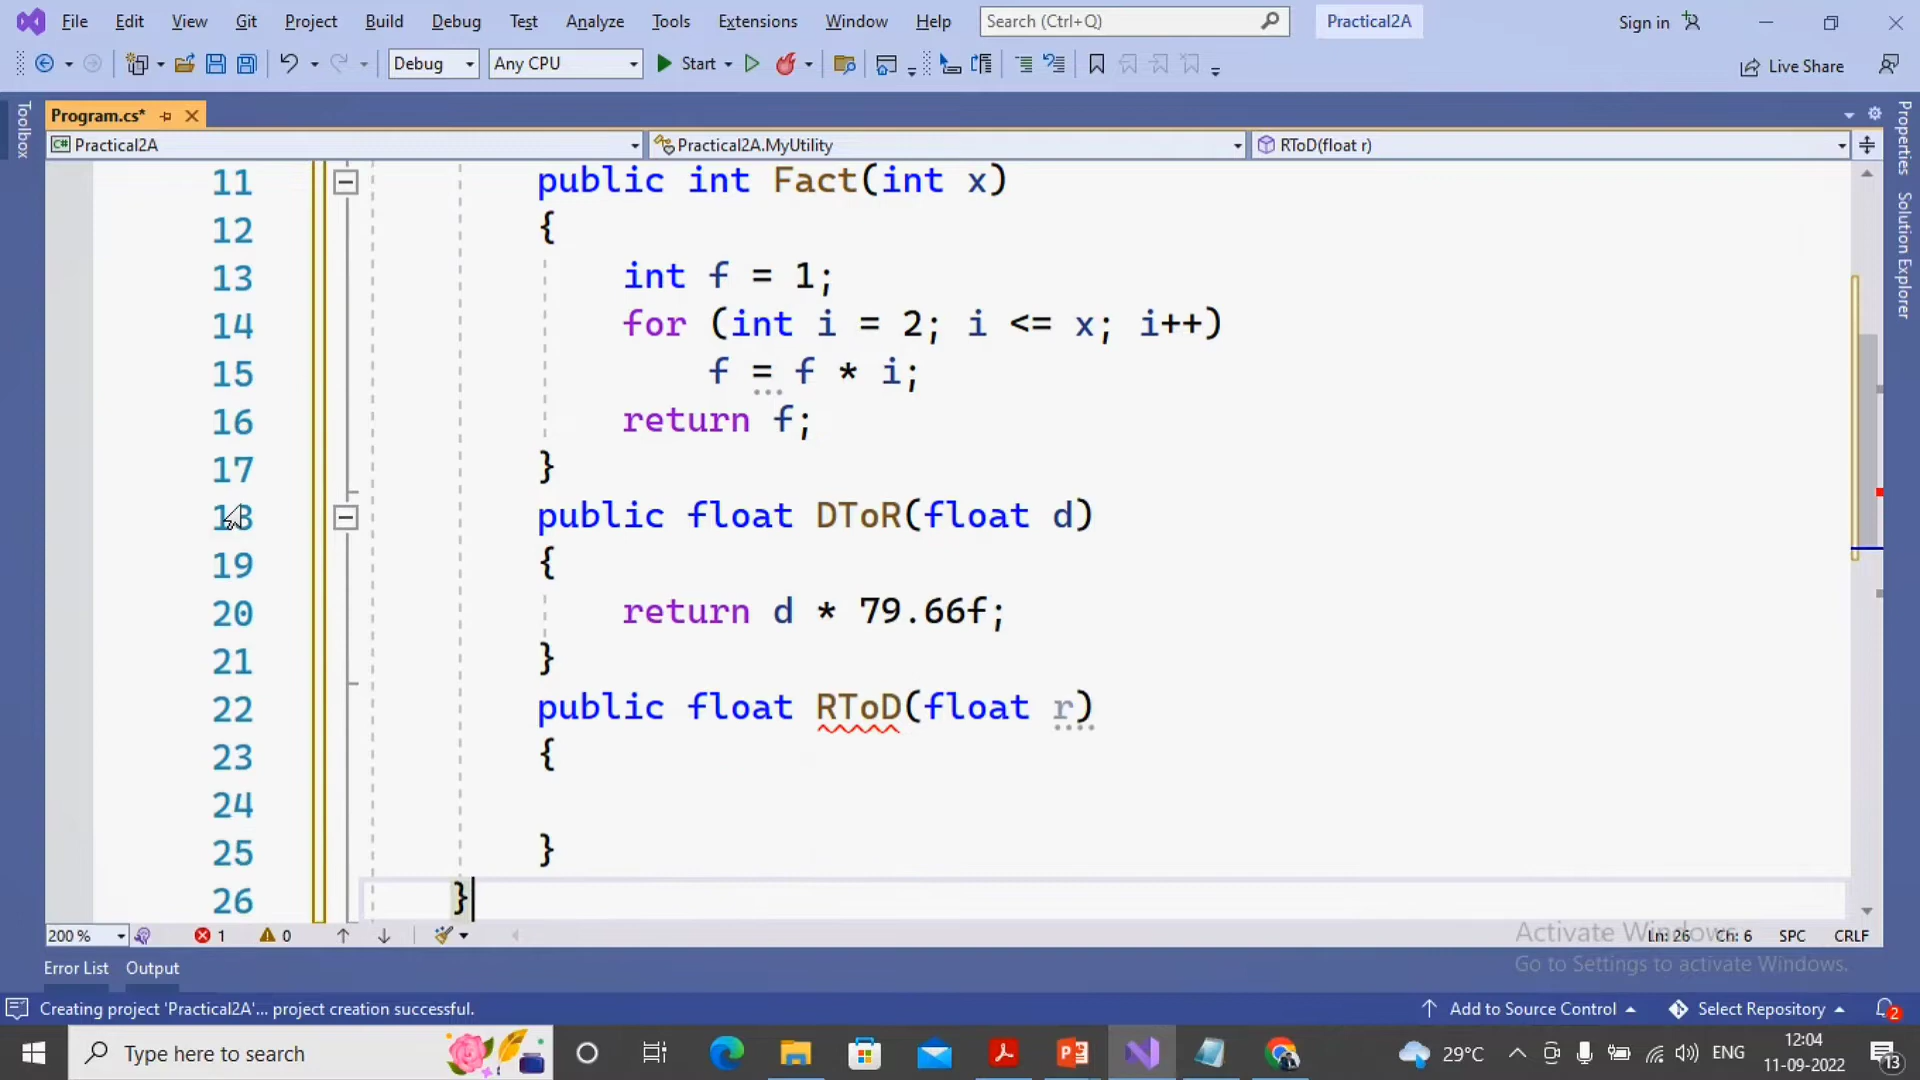 File Edit View Git Project Build Debug Test Analyze Tools Extensions Window Help Search (Ctrl+Q) Practical2A Sign in
Debug Any CPU Start Live Share
Toolbox
Program.cs*
Practical2A Practical2A.MyUtility RToD(float r)
Properties
Solution Explorer
11 public int Fact(int x)
12 {
13 int f = 1;
14 for (int i = 2; i <= x; i++)
15 f = f * i;
16 return f;
17 }
18 public float DToR(float d)
19 {
20 return d * 79.66f;
21 }
22 public float RToD(float r)
23 {
24
25 }
26 }
200 % 1 0 Ln: 26 Ch: 6 SPC CRLF
Activate Windows
Go to Settings to activate Windows.
Error List Output
Creating project 'Practical2A'... project creation successful. Add to Source Control Select Repository 2
Type here to search 29°C ENG 12:04
11-09-2022 13